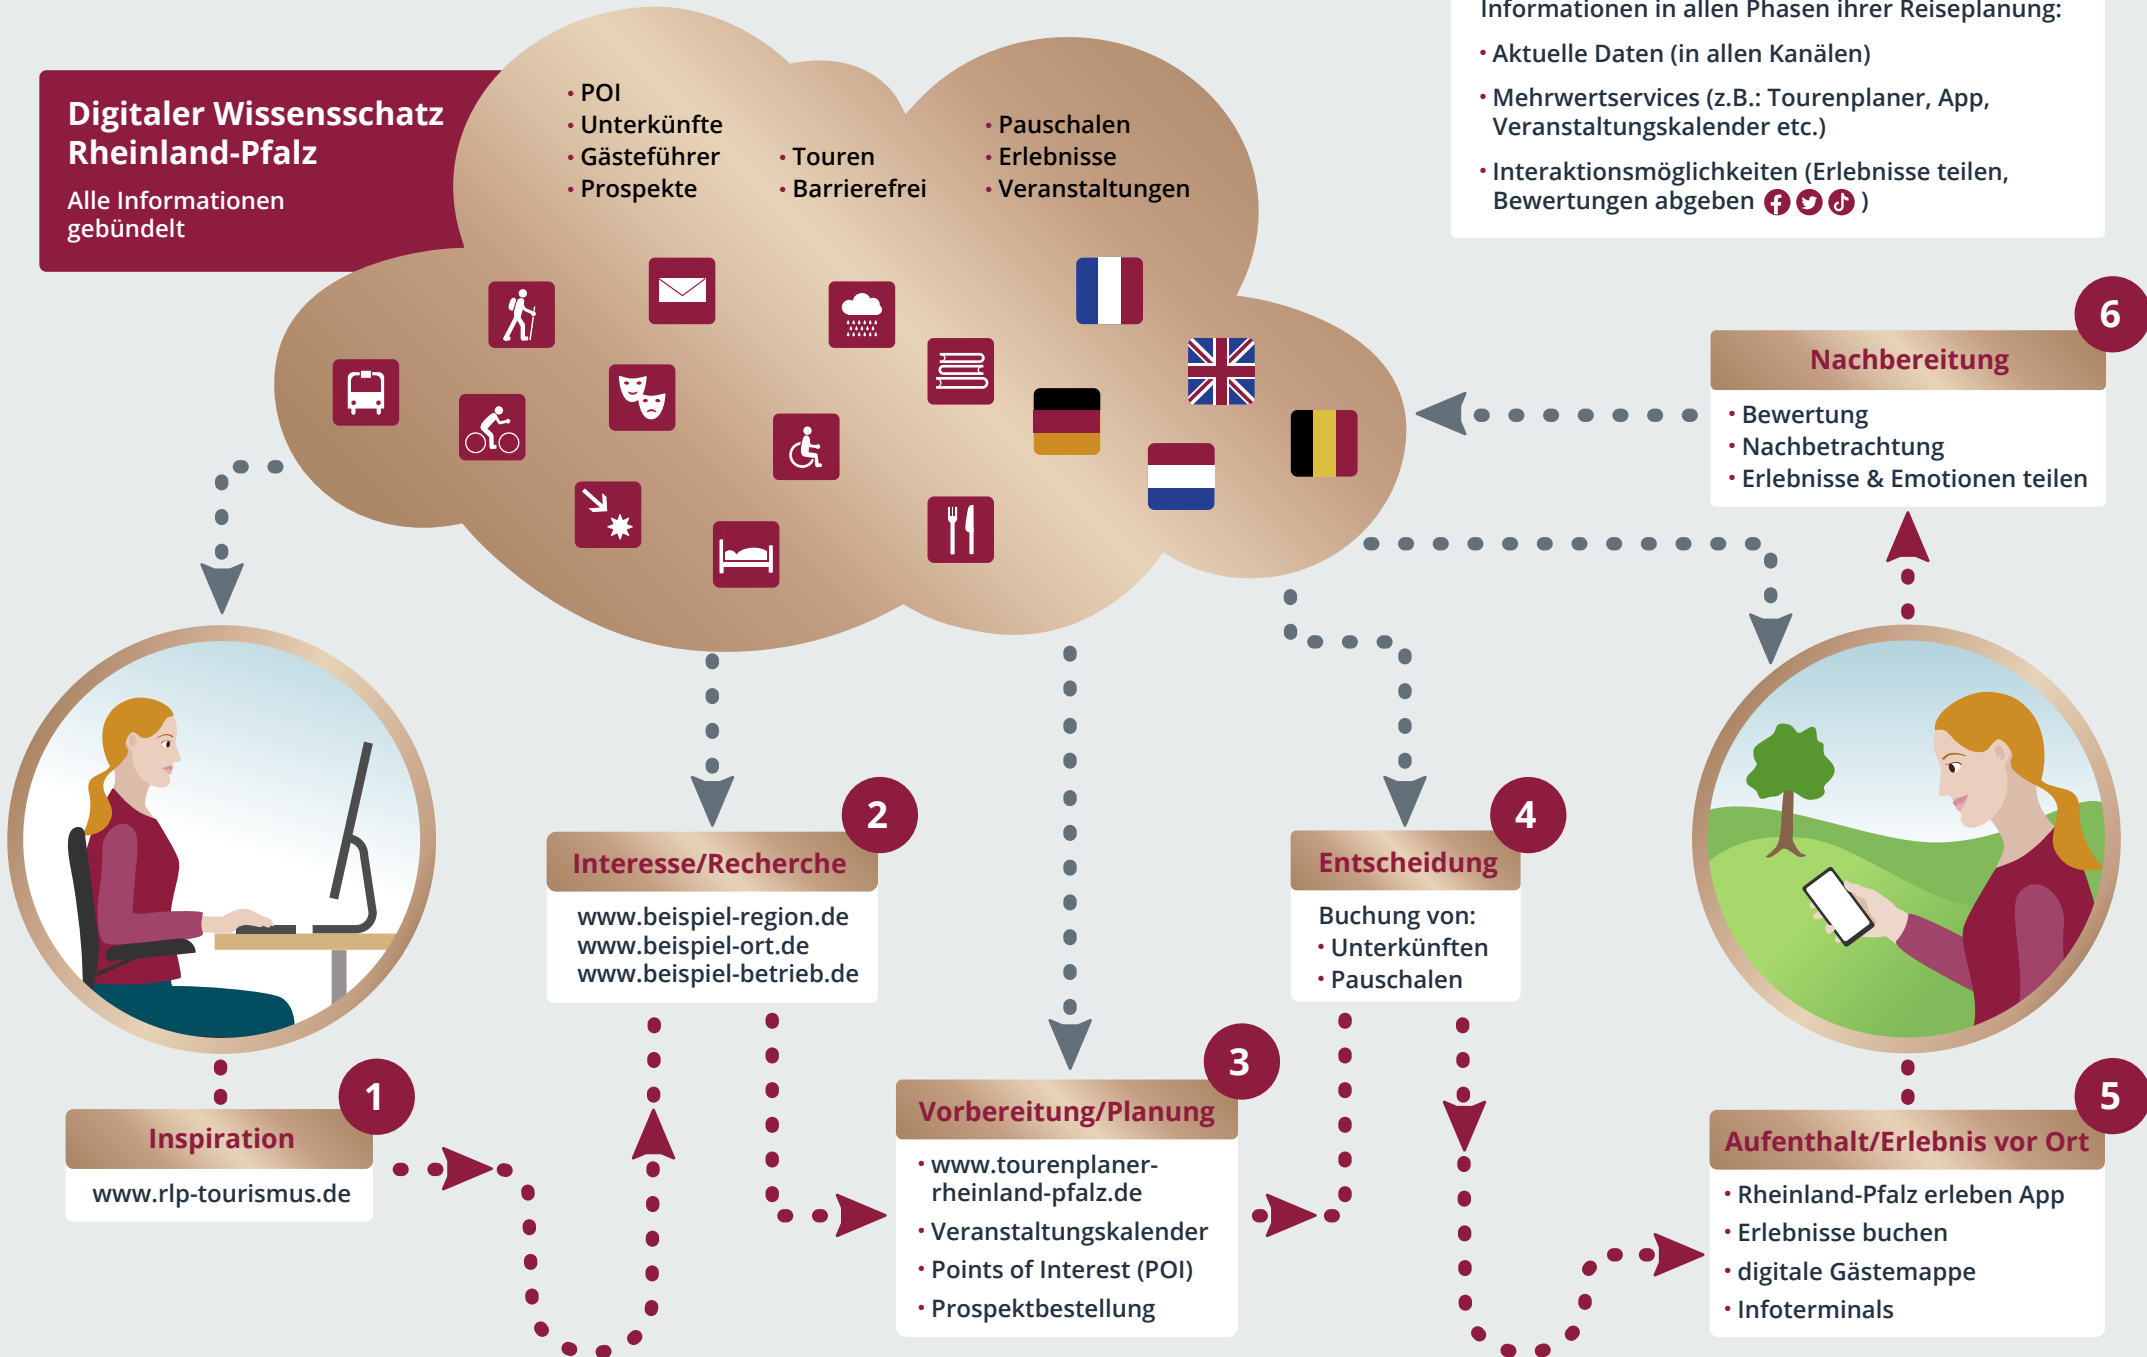 Digitaler Wissensschatz
Rheinland-Pfalz
Alle Informationen
gebündelt
• POI
• Unterkünfte
• Gästeführer
• Prospekte
• Touren
• Barrierefrei
• Pauschalen
• Erlebnisse
• Veranstaltungen
Informationen in allen Phasen ihrer Reiseplanung:
• Aktuelle Daten (in allen Kanälen)
• Mehrwertservices (z.B.: Tourenplaner, App,
Veranstaltungskalender etc.)
• Interaktionsmöglichkeiten (Erlebnisse teilen,
Bewertungen abgeben )
1
Inspiration
www.rlp-tourismus.de
2
Interesse/Recherche
www.beispiel-region.de
www.beispiel-ort.de
www.beispiel-betrieb.de
3
Vorbereitung/Planung
• www.tourenplaner-
rheinland-pfalz.de
• Veranstaltungskalender
• Points of Interest (POI)
• Prospektbestellung
4
Entscheidung
Buchung von:
• Unterkünften
• Pauschalen
5
Aufenthalt/Erlebnis vor Ort
• Rheinland-Pfalz erleben App
• Erlebnisse buchen
• digitale Gästemappe
• Infoterminals
6
Nachbereitung
• Bewertung
• Nachbetrachtung
• Erlebnisse & Emotionen teilen